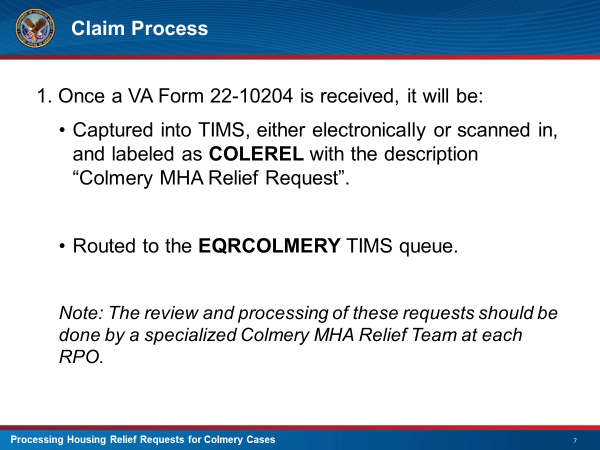 Claim Process
1. Once a VA Form 22-10204 is received, it will be:
• Captured into TIMS, either electronically or scanned in,
and labeled as COLEREL with the description
“Colmery MHA Relief Request”.
• Routed to the EQRCOLMERY TIMS queue.
Note: The review and processing of these requests should be
done by a specialized Colmery MHA Relief Team at each
RPO.
Processing Housing Relief Requests for Colmery Cases
7